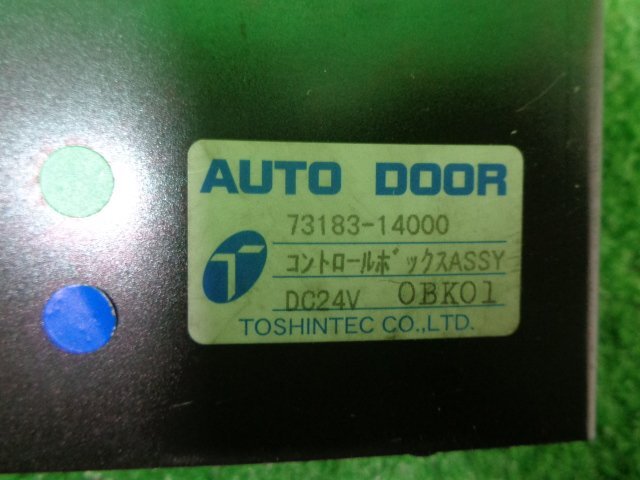 AUTO DOOR
73183-14000
コントロールボックスASSY
DC24V OBK01
TOSHINTEC CO.,LTD.